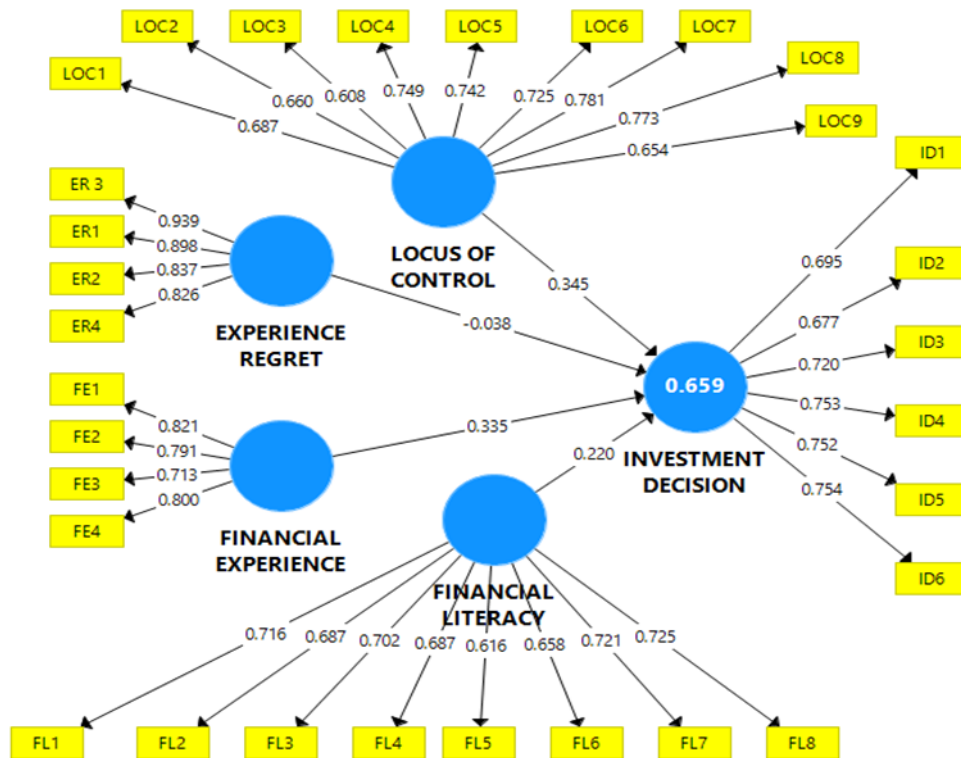 LOC2 LOC3 LOC4 LOC5 LOC6 LOC7
LOC1 LOC8
LOC9
0.687 0.660 0.608 0.749 0.742 0.725 0.781 0.773 0.654
ID1
ER 3
ER1
ER2
ER4
0.939
0.898
0.837
0.826
LOCUS OF
CONTROL
EXPERIENCE
REGRET
0.345
-0.038
0.695
0.677
0.720
0.753
0.752
0.754
ID2
ID3
ID4
ID5
ID6
0.659
INVESTMENT
DECISION
FE1
FE2
FE3
FE4
0.821
0.791
0.713
0.800
0.335
0.220
FINANCIAL
EXPERIENCE
FINANCIAL
LITERACY
0.716 0.687 0.702 0.687 0.616 0.658 0.721 0.725
FL1 FL2 FL3 FL4 FL5 FL6 FL7 FL8